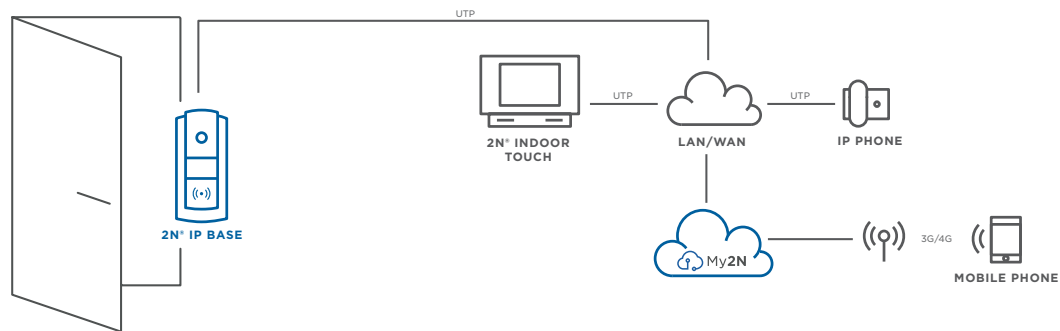 UTP
UTP
UTP
2N® INDOOR
TOUCH
LAN/WAN
IP PHONE
2N® IP BASE
My2N
3G/4G
MOBILE PHONE